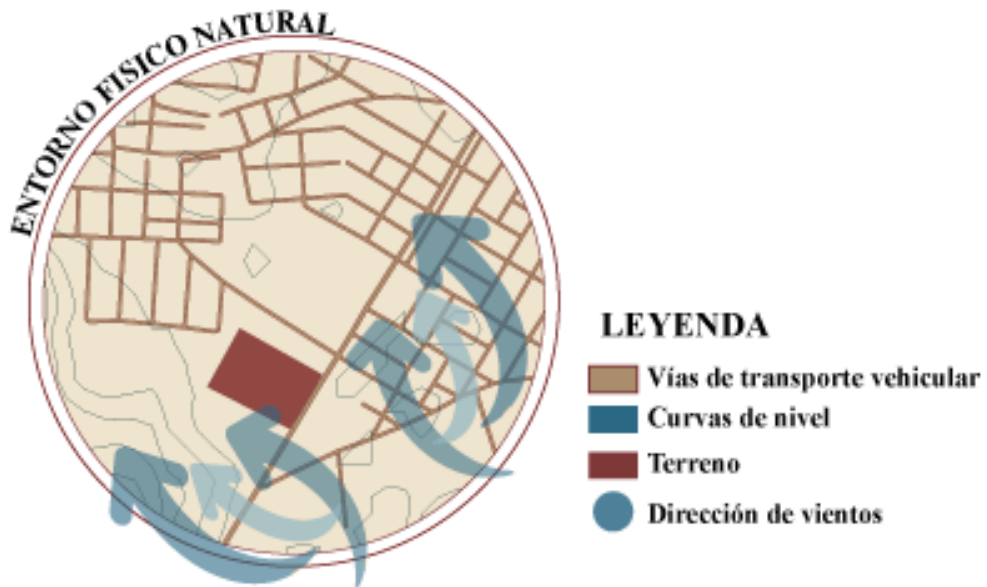 ENTORNO FISICO NATURAL
LEYENDA
Vías de transporte vehicular
Curvas de nivel
Terreno
Dirección de vientos